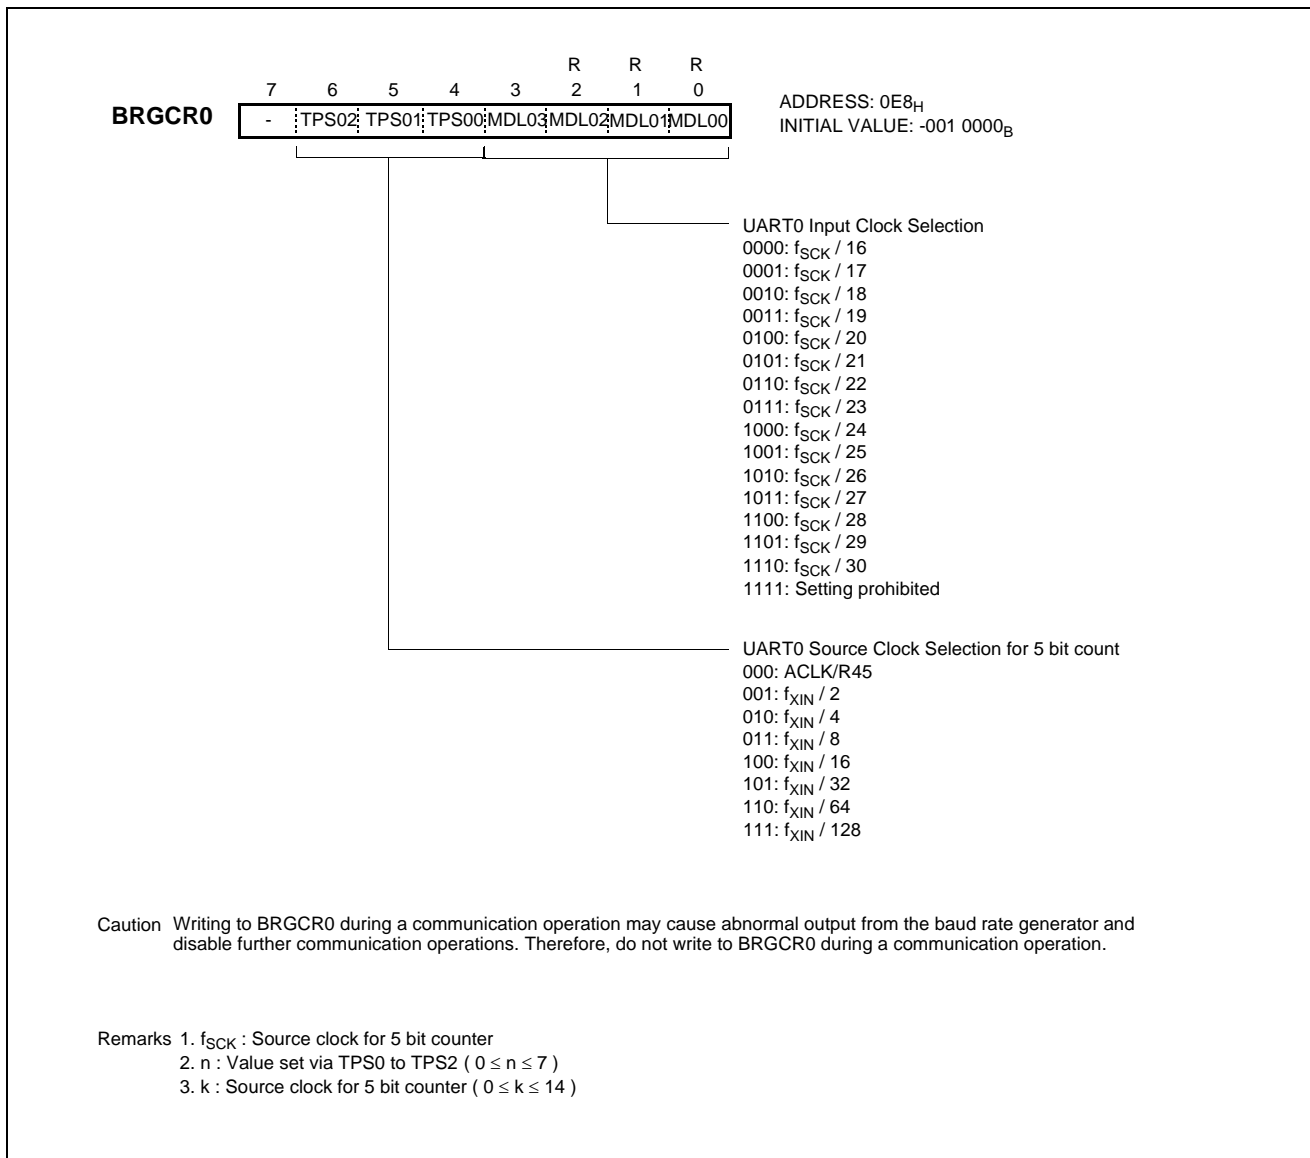 R R R
7 6 5 4 3 2 1 0
BRGCR0 - TPS02 TPS01 TPS00 MDL03 MDL02 MDL01 MDL00
ADDRESS: 0E8H
INITIAL VALUE: -001 0000B
UART0 Input Clock Selection
0000: fSCK / 16
0001: fSCK / 17
0010: fSCK / 18
0011: fSCK / 19
0100: fSCK / 20
0101: fSCK / 21
0110: fSCK / 22
0111: fSCK / 23
1000: fSCK / 24
1001: fSCK / 25
1010: fSCK / 26
1011: fSCK / 27
1100: fSCK / 28
1101: fSCK / 29
1110: fSCK / 30
1111: Setting prohibited
UART0 Source Clock Selection for 5 bit count
000: ACLK/R45
001: fXIN / 2
010: fXIN / 4
011: fXIN / 8
100: fXIN / 16
101: fXIN / 32
110: fXIN / 64
111: fXIN / 128
Caution Writing to BRGCR0 during a communication operation may cause abnormal output from the baud rate generator and
disable further communication operations. Therefore, do not write to BRGCR0 during a communication operation.
Remarks 1. fSCK : Source clock for 5 bit counter
2. n : Value set via TPS0 to TPS2 ( 0 ≤ n ≤ 7 )
3. k : Source clock for 5 bit counter ( 0 ≤ k ≤ 14 )